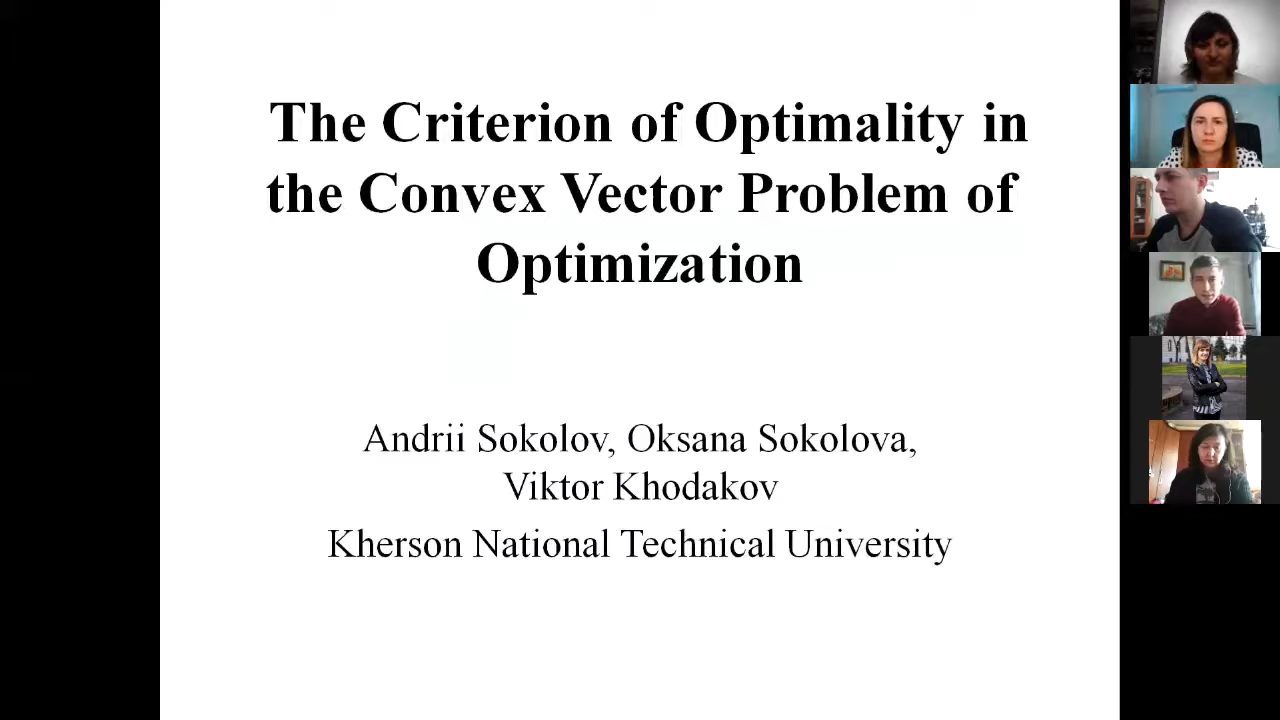 The Criterion of Optimality in
the Convex Vector Problem of
Optimization
Andrii Sokolov, Oksana Sokolova,
Viktor Khodakov
Kherson National Technical University